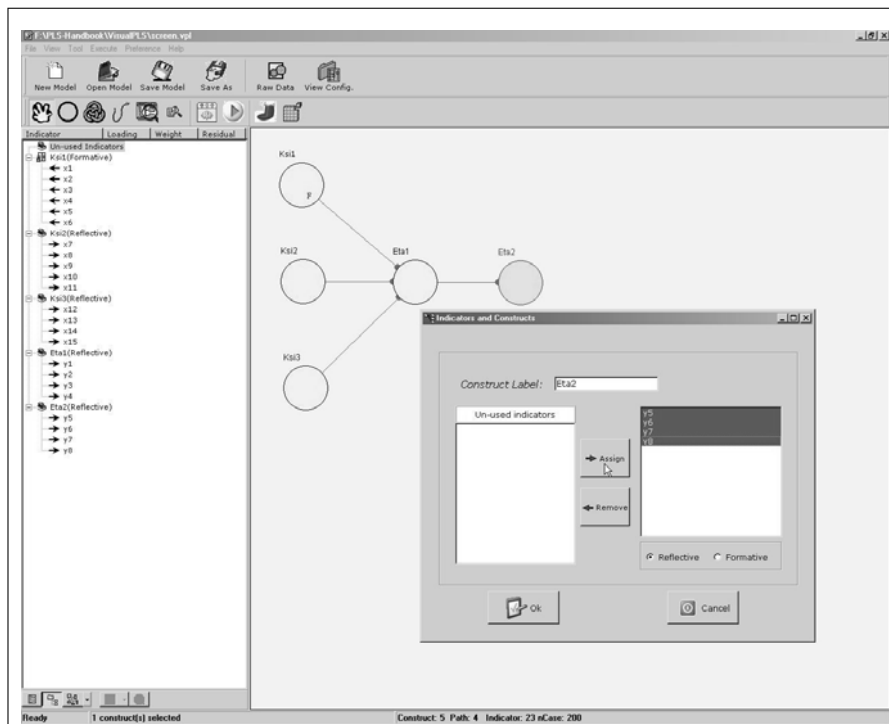 F:\PLS-Handbook\VisualPLS\screen.vpl
File View Tool Execute Preference Help
New Model Open Model Save Model Save As Raw Data View Config.
Indicator Loading Weight Residual
Un-used Indicators
Ksi1(Formative)
x1
x2
x3
x4
x5
x6
Ksi2(Reflective)
x7
x8
x9
x10
x11
Ksi3(Reflective)
x12
x13
x14
x15
Eta1(Reflective)
y1
y2
y3
y4
Eta2(Reflective)
y5
y6
y7
y8
Ksi1
F
Ksi2
Eta1
Eta2
Ksi3
Indicators and Constructs
Construct Label: Eta2
Un-used indicators
y5
y6
y7
y8
Assign
Remove
Reflective Formative
Ok
Cancel
Ready 1 construct(s) selected Construct: 5 Path: 4 Indicator: 23 nCase: 200